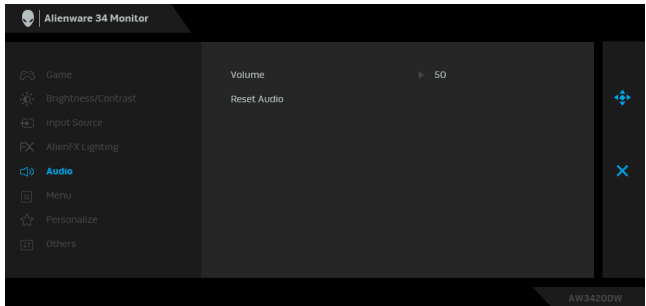 Alienware 34 Monitor
Game
Volume 50
Brightness/Contrast
Reset Audio
Input Source
AlienFX Lighting
Audio
Menu
Personalize
Others
AW3420DW